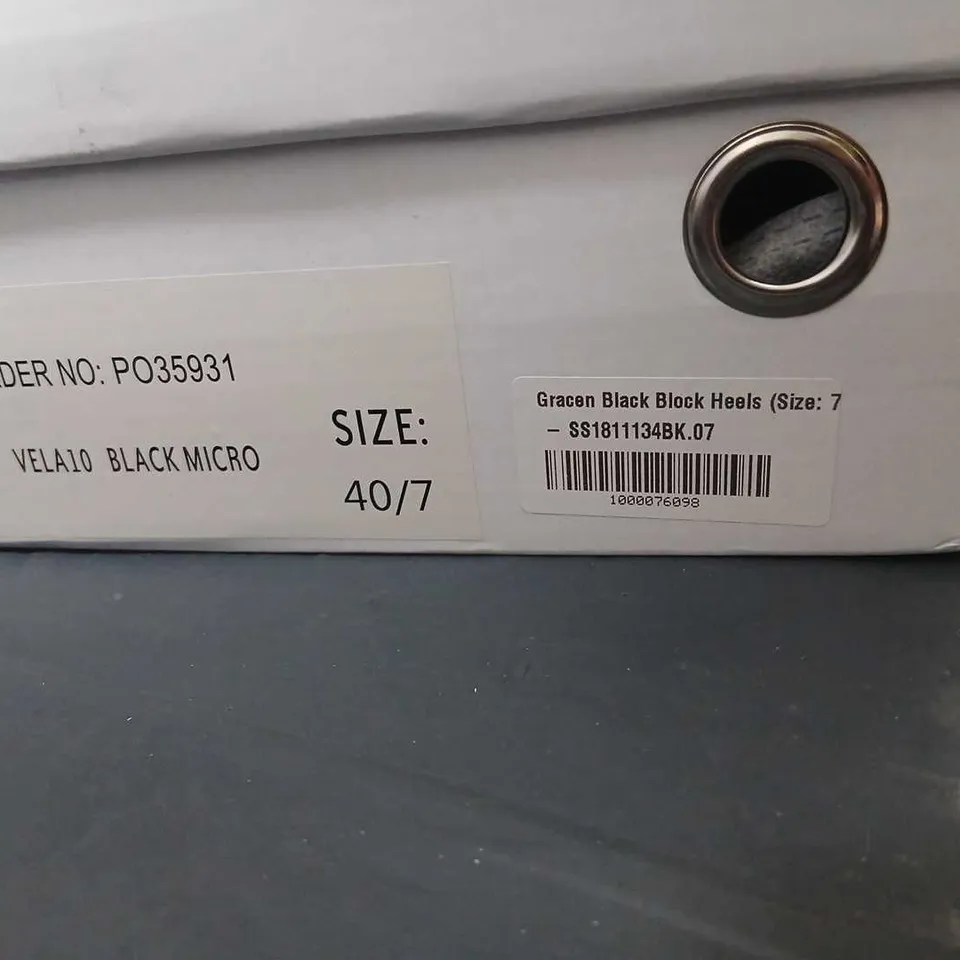 DER NO: PO35931
VELA10 BLACK MICRO
SIZE:
40/7
Gracen Black Block Heels (Size: 7
– SS1811134BK.07
1000076098